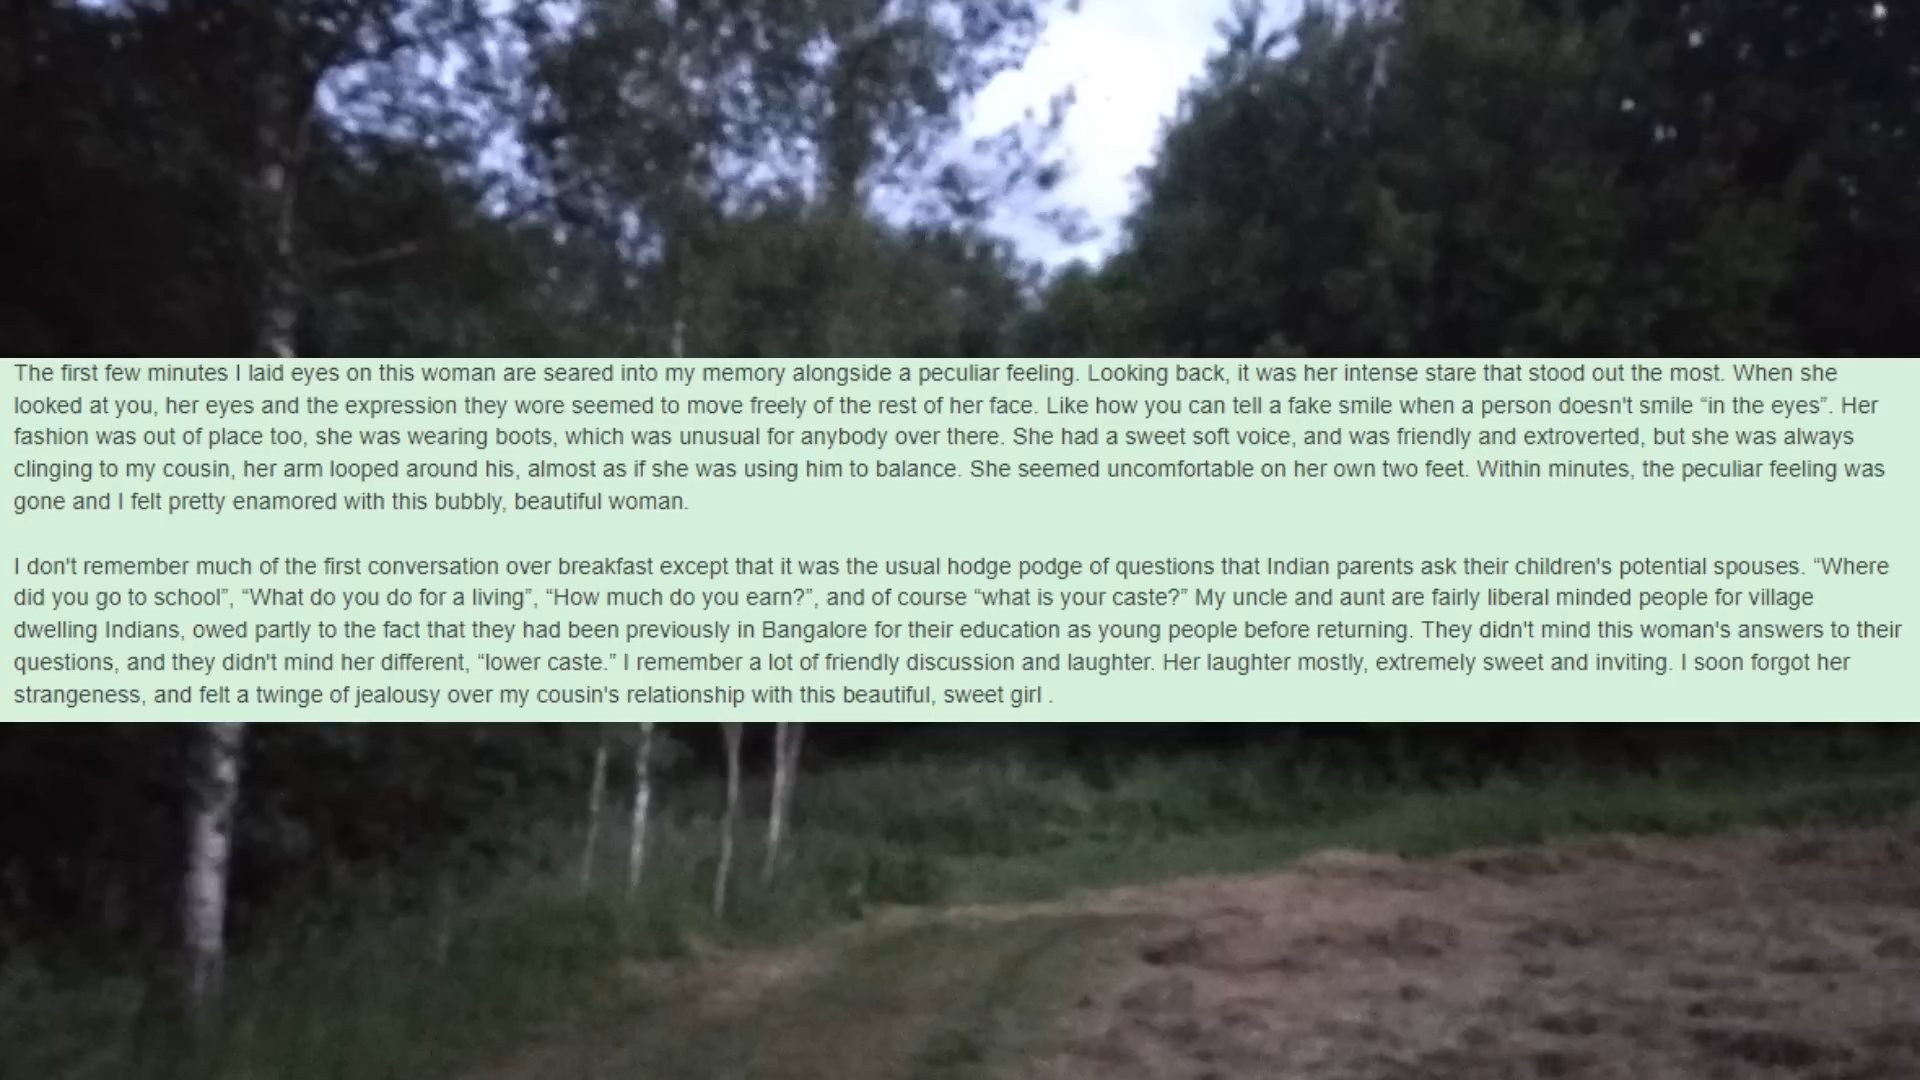 The first few minutes I laid eyes on this woman are seared into my memory alongside a peculiar feeling. Looking back, it was her intense stare that stood out the most. When she
looked at you, her eyes and the expression they wore seemed to move freely of the rest of her face. Like how you can tell a fake smile when a person doesn't smile “in the eyes”. Her
fashion was out of place too, she was wearing boots, which was unusual for anybody over there. She had a sweet soft voice, and was friendly and extroverted, but she was always
clinging to my cousin, her arm looped around his, almost as if she was using him to balance. She seemed uncomfortable on her own two feet. Within minutes, the peculiar feeling was
gone and I felt pretty enamored with this bubbly, beautiful woman.
I don't remember much of the first conversation over breakfast except that it was the usual hodge podge of questions that Indian parents ask their children's potential spouses. “Where
did you go to school”, “What do you do for a living”, “How much do you earn?”, and of course “what is your caste?” My uncle and aunt are fairly liberal minded people for village
dwelling Indians, owed partly to the fact that they had been previously in Bangalore for their education as young people before returning. They didn't mind this woman's answers to their
questions, and they didn't mind her different, “lower caste.” I remember a lot of friendly discussion and laughter. Her laughter mostly, extremely sweet and inviting. I soon forgot her
strangeness, and felt a twinge of jealousy over my cousin's relationship with this beautiful, sweet girl .